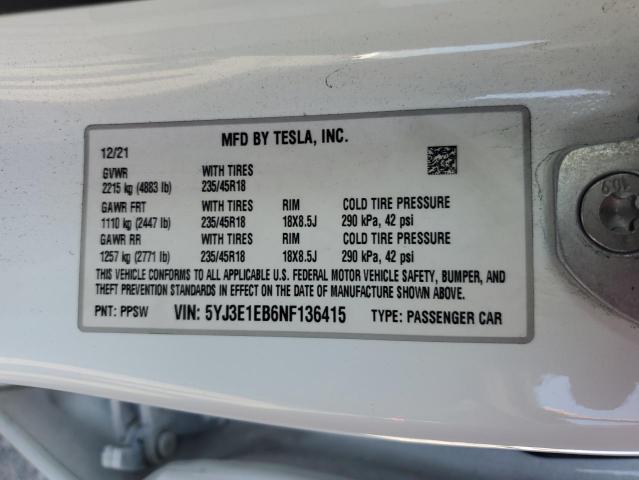 MFD BY TESLA, INC.
12/21
GVWR WITH TIRES
2215 kg (4883 lb) 235/45R18
GAWR FRT WITH TIRES RIM COLD TIRE PRESSURE
1110 kg (2447 lb) 235/45R18 18X8.5J 290 kPa, 42 psi
GAWR RR WITH TIRES RIM COLD TIRE PRESSURE
1257 kg (2771 lb) 235/45R18 18X8.5J 290 kPa, 42 psi
THIS VEHICLE CONFORMS TO ALL APPLICABLE U.S. FEDERAL MOTOR VEHICLE SAFETY, BUMPER, AND
THEFT PREVENTION STANDARDS IN EFFECT ON THE DATE OF MANUFACTURE SHOWN ABOVE.
PNT: PPSW VIN: 5YJ3E1EB6NF136415 TYPE: PASSENGER CAR